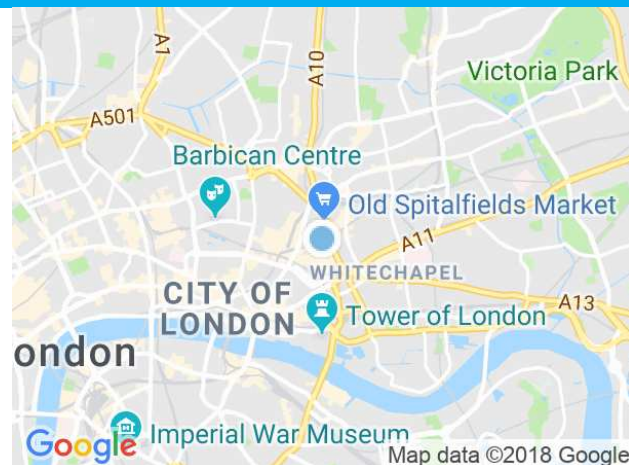 A1
A10
Victoria Park
A501
Barbican Centre
Old Spitalfields Market
A11
WHITECHAPEL
CITY OF
LONDON
A13
Tower of London
ondon
Google
Imperial War Museum
Map data ©2018 Google